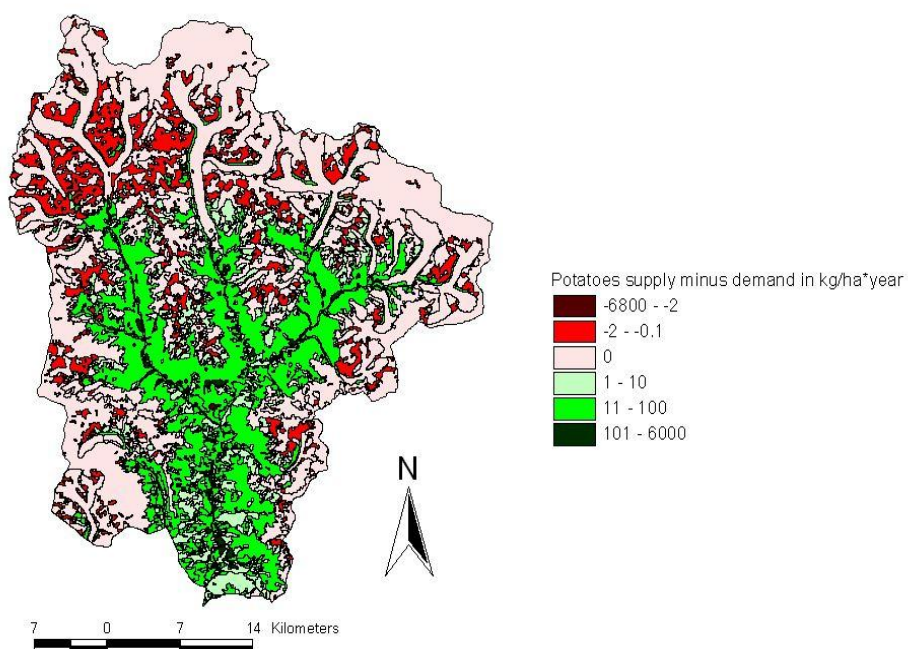 Potatoes supply minus demand in kg/ha*year
-6800 - -2
-2 - -0.1
0
1 - 10
11 - 100
101 - 6000
N
7 0 7 14 Kilometers